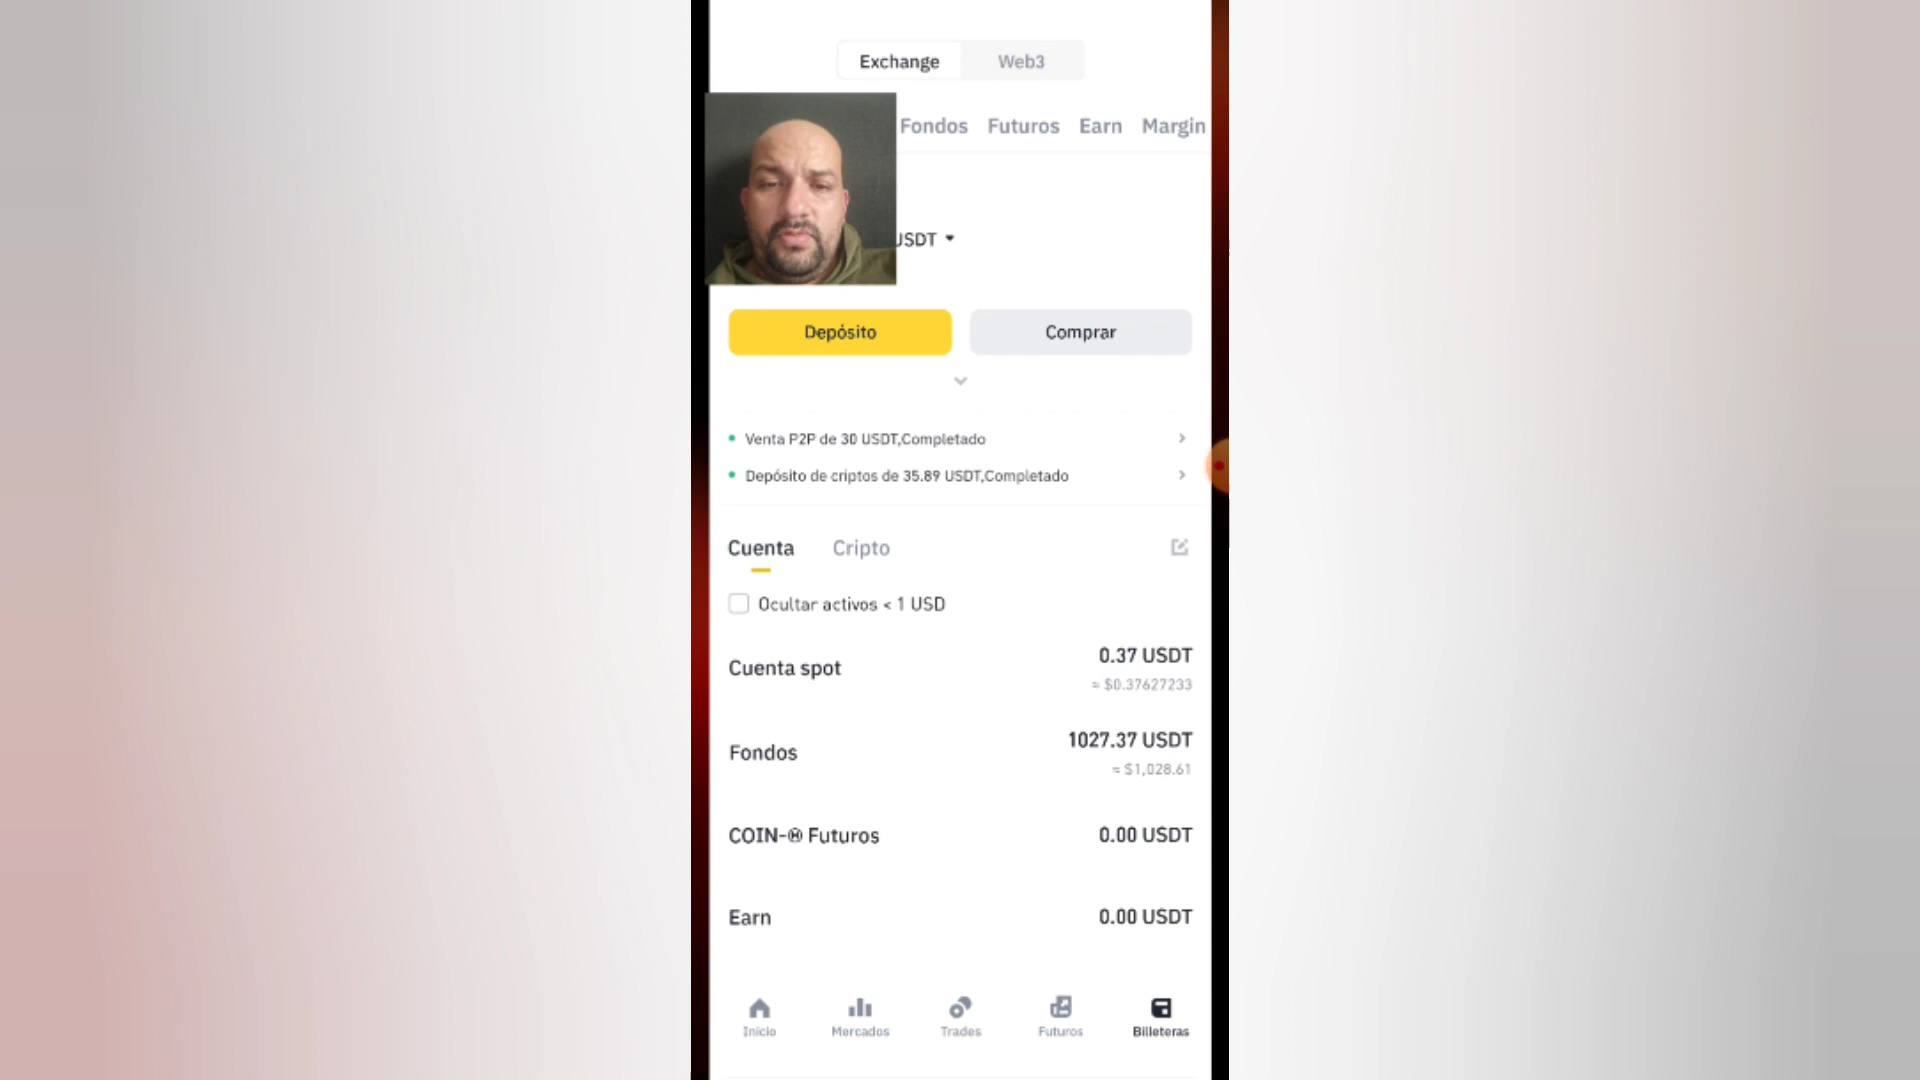 Exchange
Web3
Fondos
Futuros
Earn
Margin
USDT
Depósito
Comprar
Venta P2P de 30 USDT,Completado
Depósito de criptos de 35.89 USDT,Completado
Cuenta
Cripto
Ocultar activos < 1 USD
Cuenta spot
0.37 USDT
≈ $0.37627233
Fondos
1027.37 USDT
≈ $1,028.61
COIN-Ⓜ Futuros
0.00 USDT
Earn
0.00 USDT
Inicio
Mercados
Trades
Futuros
Billeteras